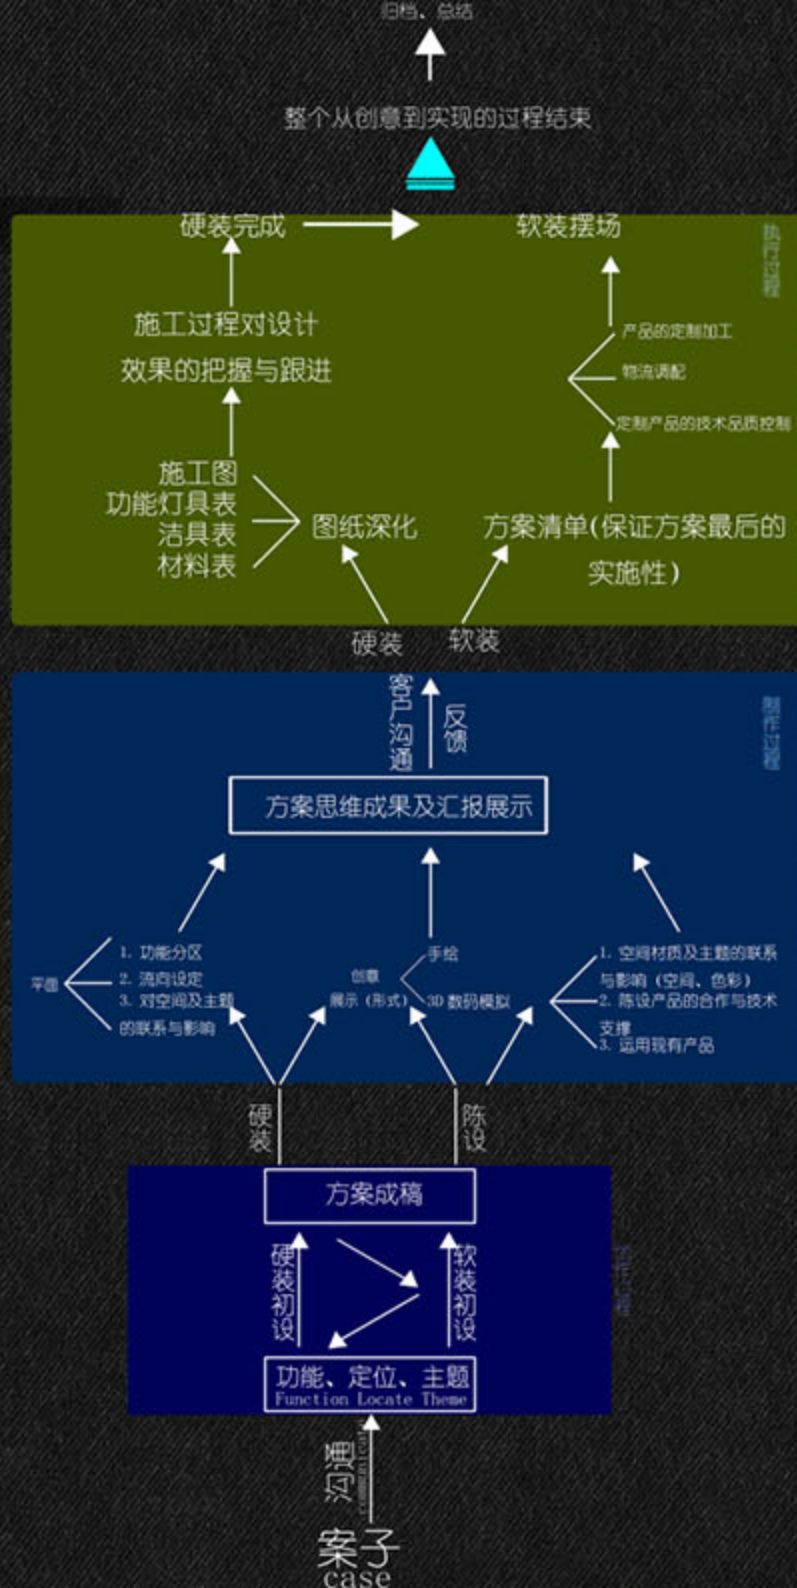 归档、总结
整个从创意到实现的过程结束
硬装完成
软装摆场
执行过程
施工过程对设计
效果的把握与跟进
产品的定制加工
物流调配
定制产品的技术品质控制
施工图
功能灯具表
洁具表
材料表
图纸深化
方案清单(保证方案最后的
实施性)
硬装
软装
客户沟通
反馈
制作过程
方案思维成果及汇报展示
平面
1. 功能分区
2. 流向设定
3. 对空间及主题
的联系与影响
创意
展示（形式）
手绘
3D 数码模拟
1. 空间材质及主题的联系
与影响（空间、色彩）
2. 陈设产品的合作与技术
支撑
3. 运用现有产品
硬装
陈设
方案成稿
硬装初设
软装初设
功能、定位、主题
Function Locate Theme
沟通
communicate
案子
case